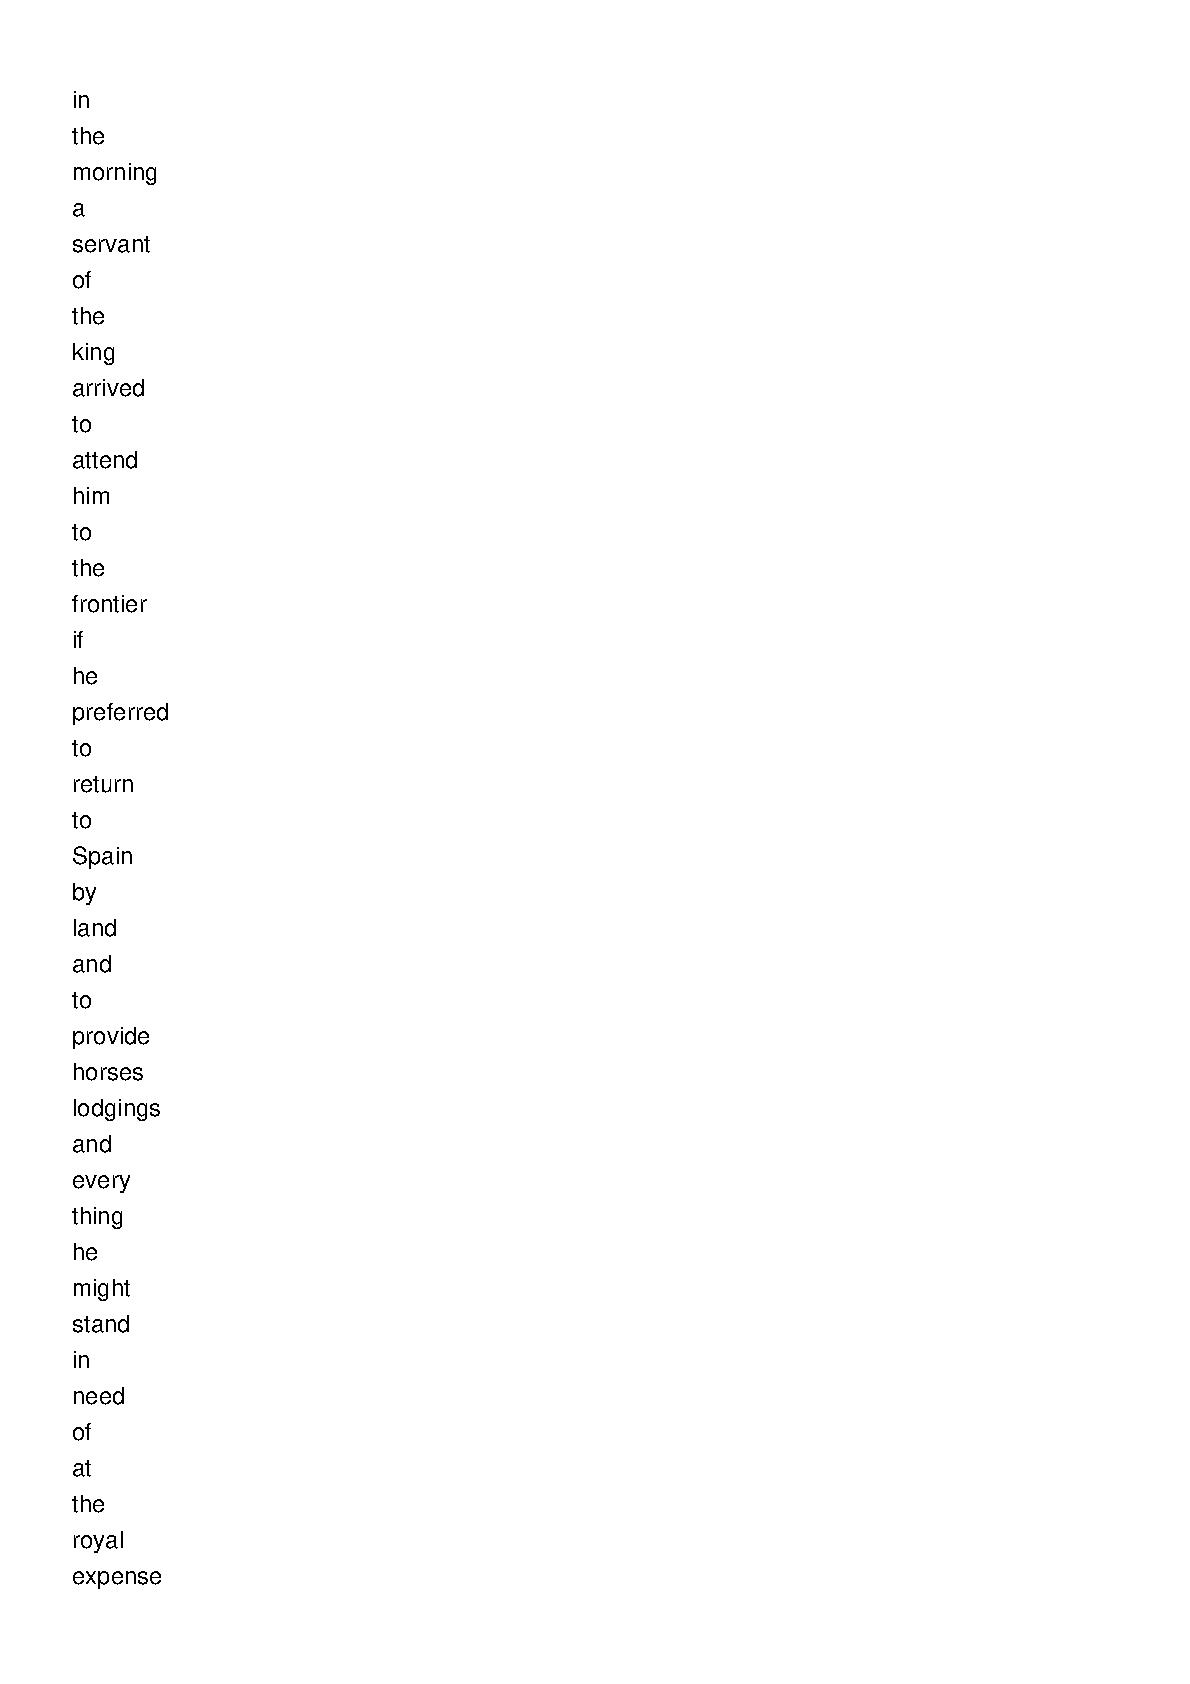 in
the
morning
a
servant
of
the
king
arrived
to
attend
him
to
the
frontier
if
he
preferred
to
return
to
Spain
by
land
and
to
provide
horses
lodgings
and
every
thing
he
might
stand
in
need
of
at
the
royal
expense